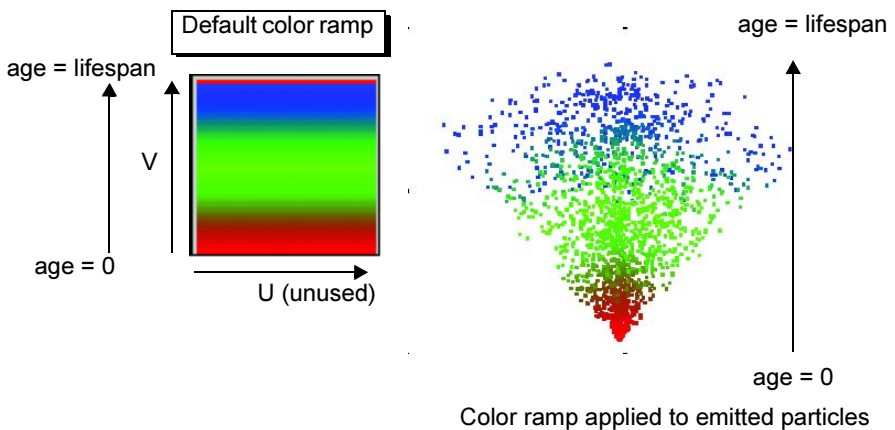 Default color ramp
age = lifespan
V
age = 0
U (unused)
age = lifespan
age = 0
Color ramp applied to emitted particles